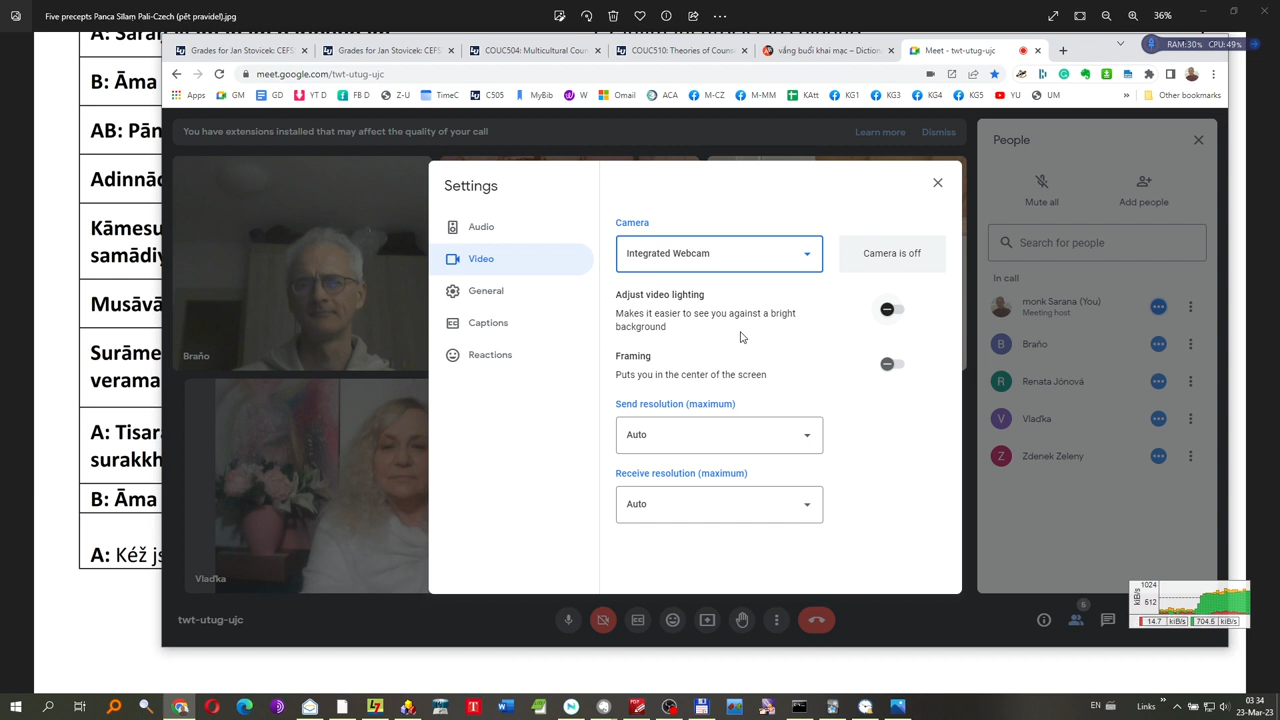 Five precepts Panca Sīlaṃ Pali-Czech (pět pravidel).jpg
36%
B: Āma
AB: Pān
Adinnād
Kāmesu
samādiy
Musāvā
Surāme
verama
A: Tisara
surakkh
B: Āma
A: Kéž js
Grades for Jan Stovicek: CEFS:
Grades for Jan Stovicek: CEFS
COUC504: Multicultural Coun
COUC510: Theories of Couns
vắng buổi khai mạc – Diction
Meet - twt-utug-ujc
RAM:30% CPU:49%
meet.google.com/twt-utug-ujc
Apps
GM
GD
YT D
FB D
Z-U
TimeC
C505
MyBib
W
Omail
ACA
M-CZ
M-MM
KAtt
KG1
KG3
KG4
KG5
YU
UM
»
Other bookmarks
You have extensions installed that may affect the quality of your call
Learn more
Dismiss
Braňo
Vlaďka
Settings
Audio
Video
General
Captions
Reactions
Camera
Integrated Webcam
Camera is off
Adjust video lighting
Makes it easier to see you against a bright
background
Framing
Puts you in the center of the screen
Send resolution (maximum)
Auto
Receive resolution (maximum)
Auto
People
Mute all
Add people
Search for people
In call
monk Sarana (You)
Meeting host
B
Braňo
R
Renata Jónová
V
Vlaďka
Z
Zdenek Zeleny
twt-utug-ujc
6
1024
512
kiB/s
14.7 kiB/s
704.5 kiB/s
EN
Links
»
03 34
23-Mar-23